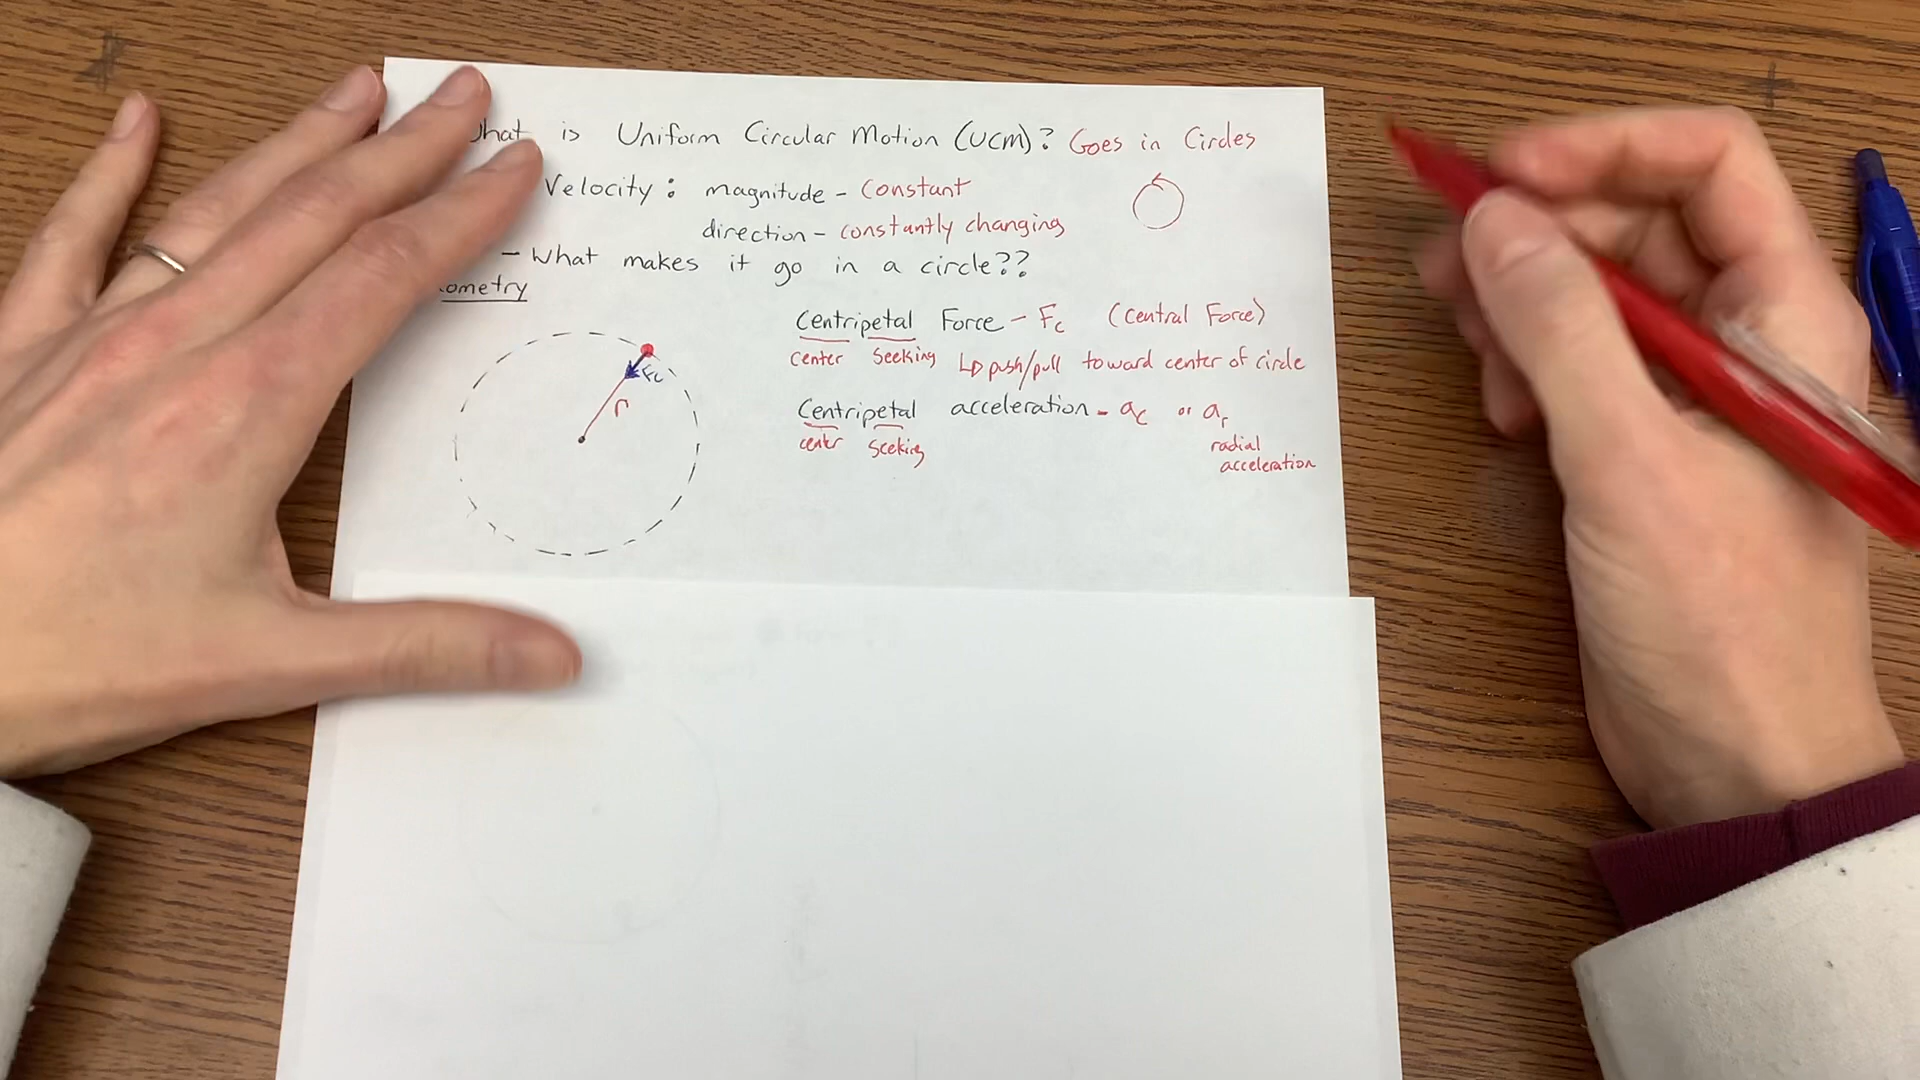 What is Uniform Circular Motion (UCM)? Goes in Circles
Velocity: magnitude - constant
direction - constantly changing
- What makes it go in a circle??
ometry
Centripetal Force - Fc (Central Force)
center seeking ↳ push/pull toward center of circle
Fc
r
Centripetal acceleration - ac or ar
center seeking
radial
acceleration